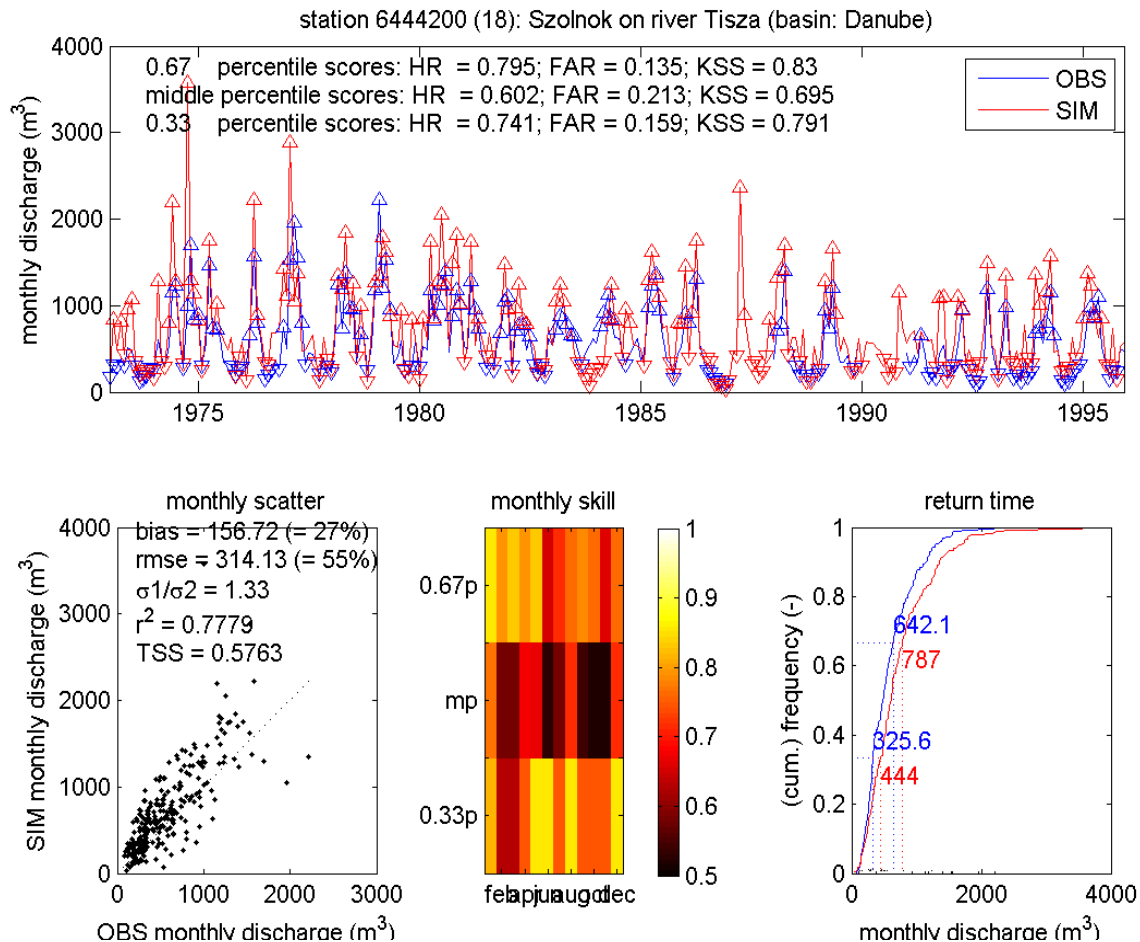 station 6444200 (18): Szolnok on river Tisza (basin: Danube)
4000
3000
2000
1000
0
monthly discharge (m³)
0.67 percentile scores: HR = 0.795; FAR = 0.135; KSS = 0.83
middle percentile scores: HR = 0.602; FAR = 0.213; KSS = 0.695
0.33 percentile scores: HR = 0.741; FAR = 0.159; KSS = 0.791
OBS
SIM
1975
1980
1985
1990
1995
monthly scatter
bias = 156.72 (= 27%)
rmse = 314.13 (= 55%)
σ1/σ2 = 1.33
r² = 0.7779
TSS = 0.5763
4000
3000
2000
1000
0
SIM monthly discharge (m³)
0
1000
2000
3000
OBS monthly discharge (m³)
monthly skill
0.67p
mp
0.33p
feb
apr
jun
aug
oct
dec
1
0.9
0.8
0.7
0.6
0.5
return time
1
0.8
0.6
0.4
0.2
0
(cum.) frequency (-)
642.1
787
325.6
444
0
2000
4000
monthly discharge (m³)